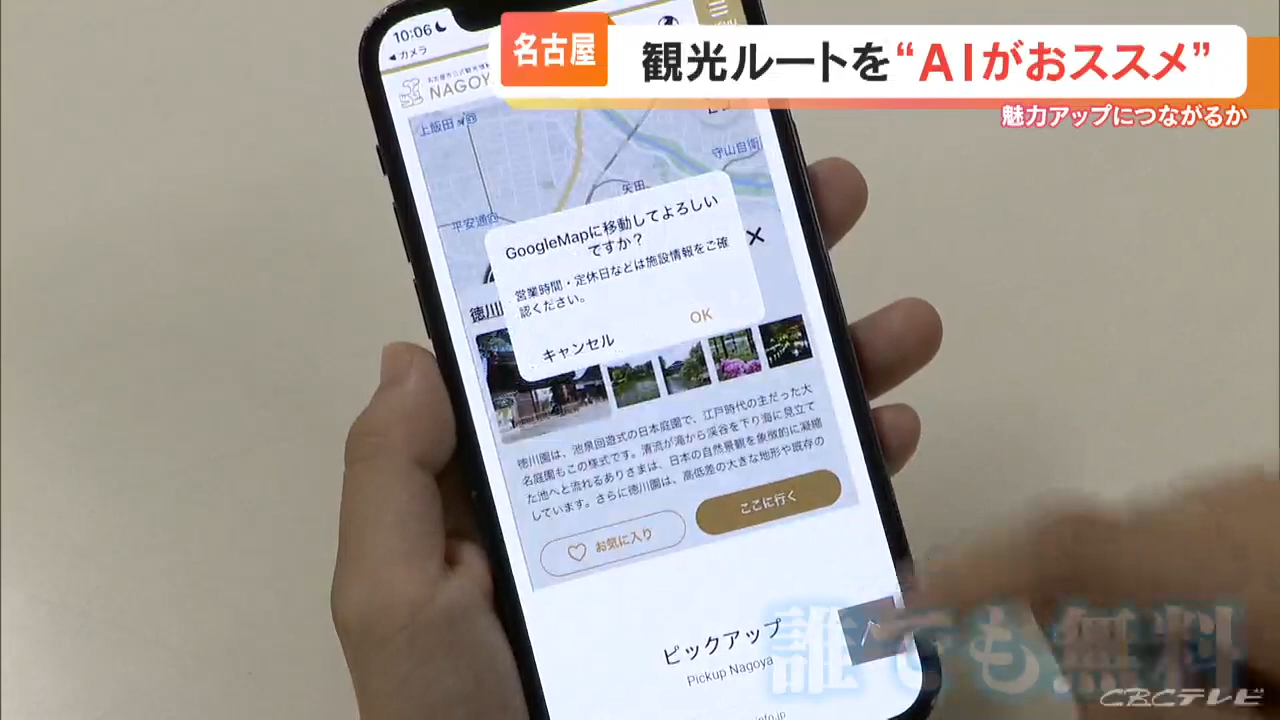 名古屋
観光ルートを“AIがおススメ”
魅力アップにつながるか
10:06
カメラ
NAGOY
上飯田
守山自衛
矢田
平安通
GoogleMapに移動してよろしい
ですか？
営業時間・定休日などは施設情報をご確
認ください。
OK
キャンセル
徳川
徳川園は、池泉回遊式の日本庭園で、江戸時代の主だった大
名庭園もこの様式です。清流が滝から渓谷を下り海に見立て
た池へと流れるありさまは、日本の自然景観を象徴的に凝縮
しています。さらに徳川園は、高低差の大きな地形や既存の
ここに行く
お気に入り
ピックアップ
Pickup Nagoya
誰でも無料
CBCテレビ